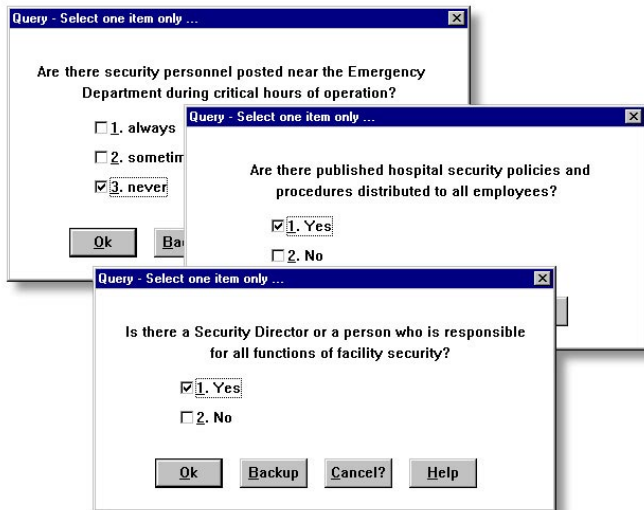 Query - Select one item only ...
Are there security personnel posted near the Emergency
Department during critical hours of operation?
1. always
2. sometim
3. never
Ok
Query - Select one item only ...
Are there published hospital security policies and
procedures distributed to all employees?
1. Yes
2. No
Query - Select one item only ...
Is there a Security Director or a person who is responsible
for all functions of facility security?
1. Yes
2. No
Ok Backup Cancel? Help